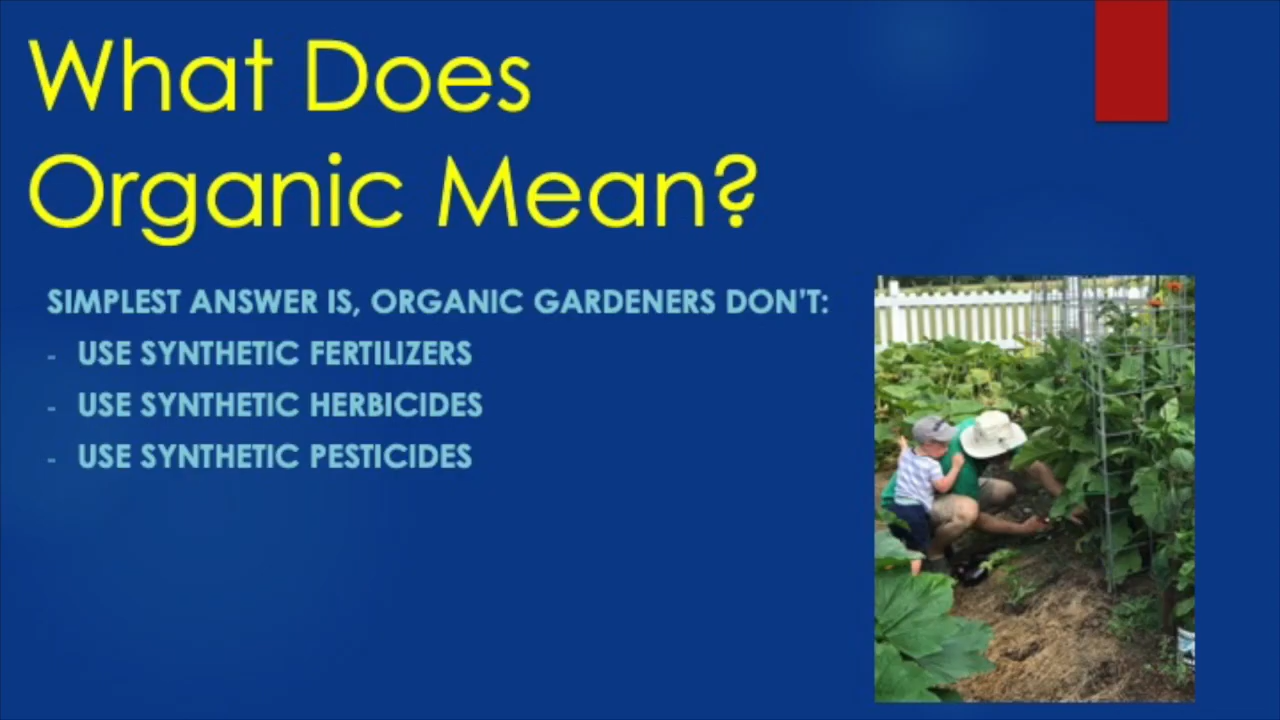 What Does
Organic Mean?
SIMPLEST ANSWER IS, ORGANIC GARDENERS DON'T:
- USE SYNTHETIC FERTILIZERS
- USE SYNTHETIC HERBICIDES
- USE SYNTHETIC PESTICIDES